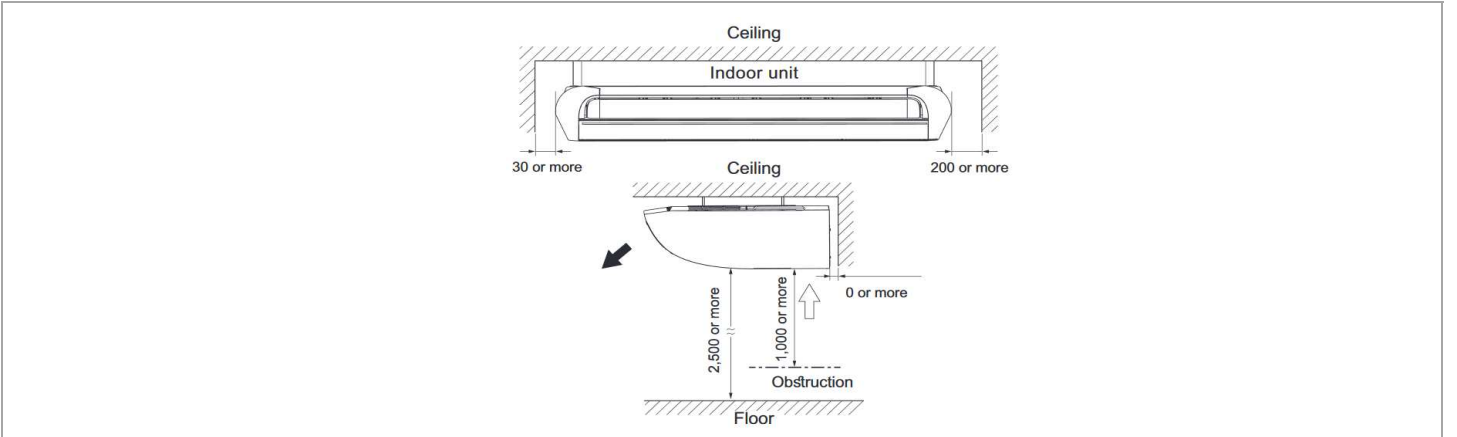 Ceiling
Indoor unit
30 or more
200 or more
Ceiling
0 or more
2,500 or more
1,000 or more
Obstruction
Floor